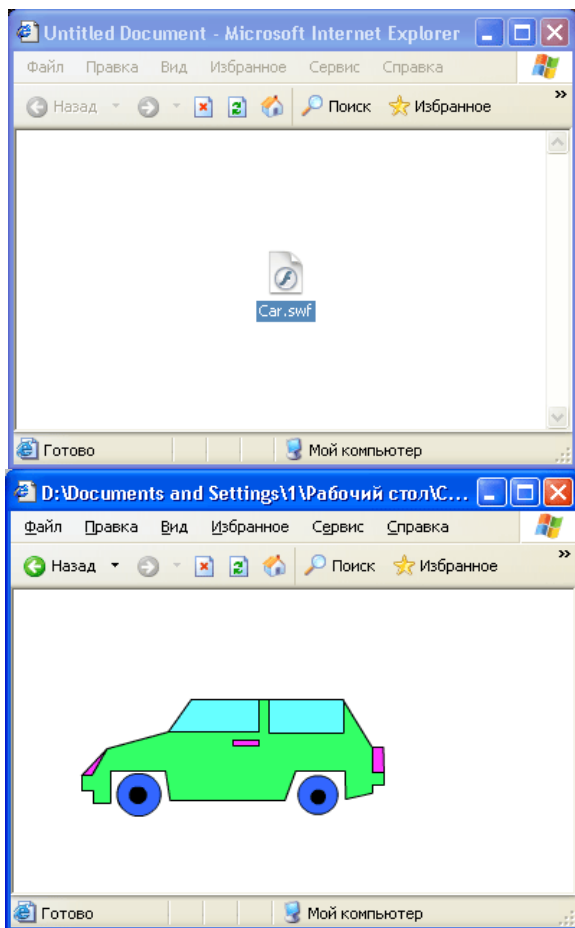 Untitled Document - Microsoft Internet Explorer
Файл Правка Вид Избранное Сервис Справка
Назад Поиск Избранное »
Car.swf
Готово Мой компьютер
D:\Documents and Settings\1\Рабочий стол\C...
Файл Правка Вид Избранное Сервис Справка
Назад Поиск Избранное »
Готово Мой компьютер